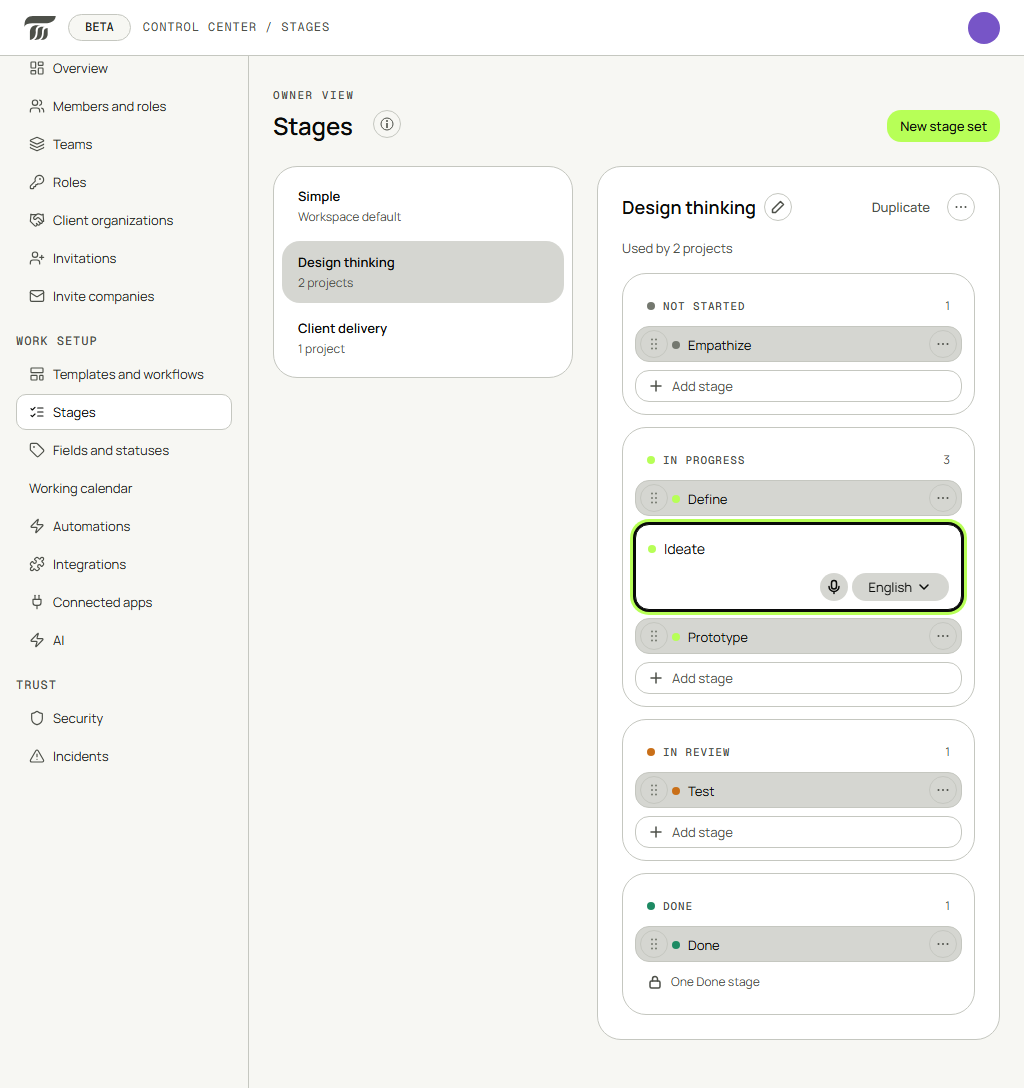 BETA
CONTROL CENTER / STAGES
Overview
Members and roles
Teams
Roles
Client organizations
Invitations
Invite companies
WORK SETUP
Templates and workflows
Stages
Fields and statuses
Working calendar
Automations
Integrations
Connected apps
AI
TRUST
Security
Incidents
OWNER VIEW
Stages
New stage set
Simple
Workspace default
Design thinking
2 projects
Client delivery
1 project
Design thinking
Duplicate
Used by 2 projects
NOT STARTED 1
Empathize
Add stage
IN PROGRESS 3
Define
Ideate
English
Prototype
Add stage
IN REVIEW 1
Test
Add stage
DONE 1
Done
One Done stage